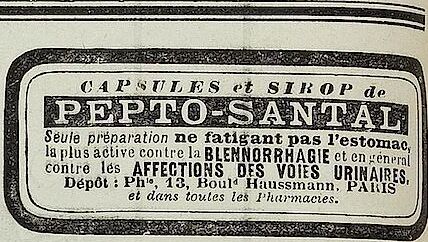 CAPSULES et SIROP de
PEPTO-SANTAL
Seule préparation ne fatigant pas l'estomac,
la plus active contre la BLENNORRHAGIE et en général
contre les AFFECTIONS DES VOIES URINAIRES.
Dépôt : Phie, 13, Bould Haussmann, PARIS
et dans toutes les Pharmacies.